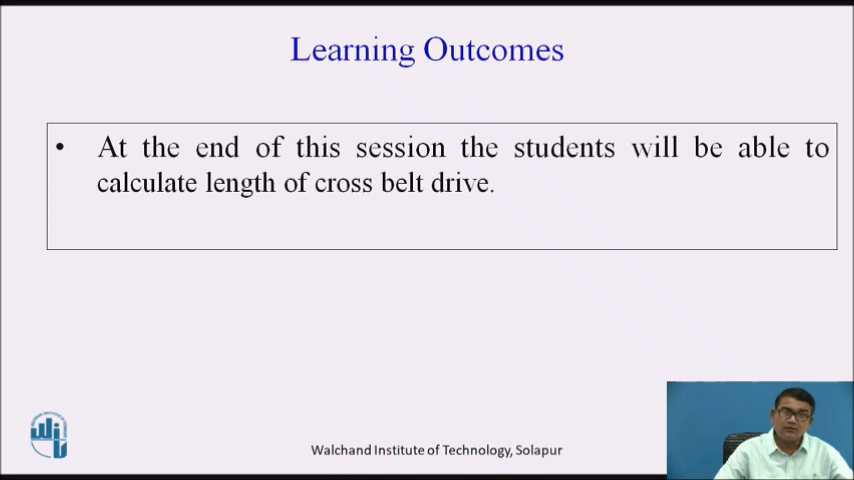 Learning Outcomes
• At the end of this session the students will be able to
calculate length of cross belt drive.
Walchand Institute of Technology, Solapur